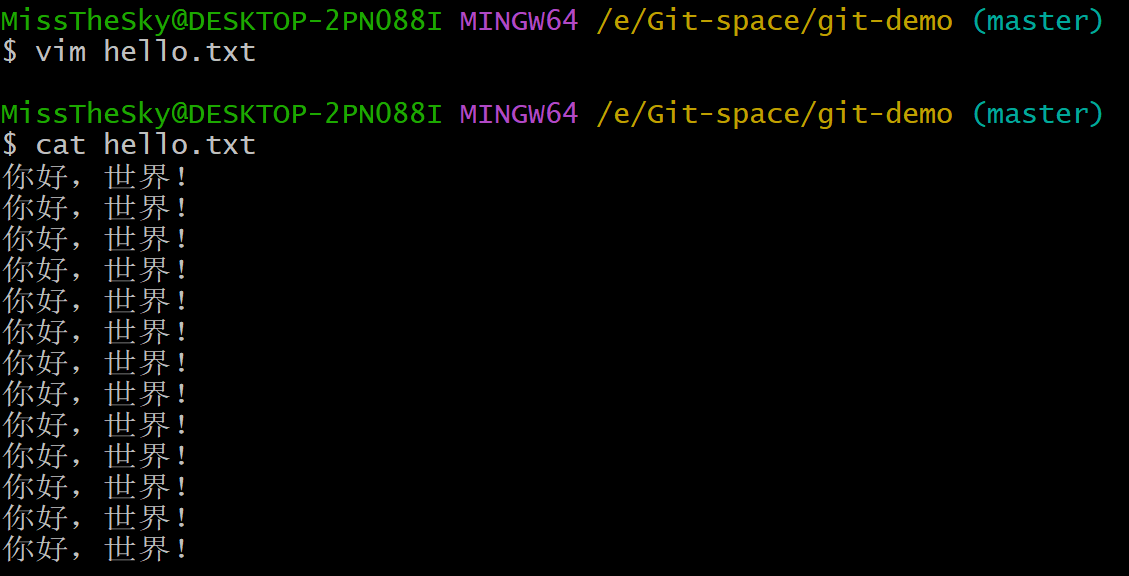 MissTheSky@DESKTOP-2PNO88I MINGW64 /e/Git-space/git-demo (master)
$ vim hello.txt
MissTheSky@DESKTOP-2PNO88I MINGW64 /e/Git-space/git-demo (master)
$ cat hello.txt
你好，世界！
你好，世界！
你好，世界！
你好，世界！
你好，世界！
你好，世界！
你好，世界！
你好，世界！
你好，世界！
你好，世界！
你好，世界！
你好，世界！
你好，世界！